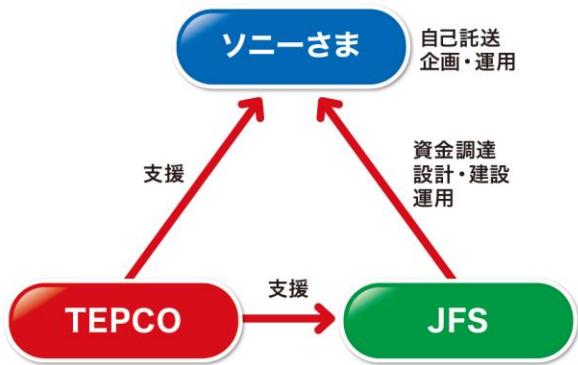 ソニーさま
自己託送
企画・運用
支援
資金調達
設計・建設
運用
支援
TEPCO
JFS